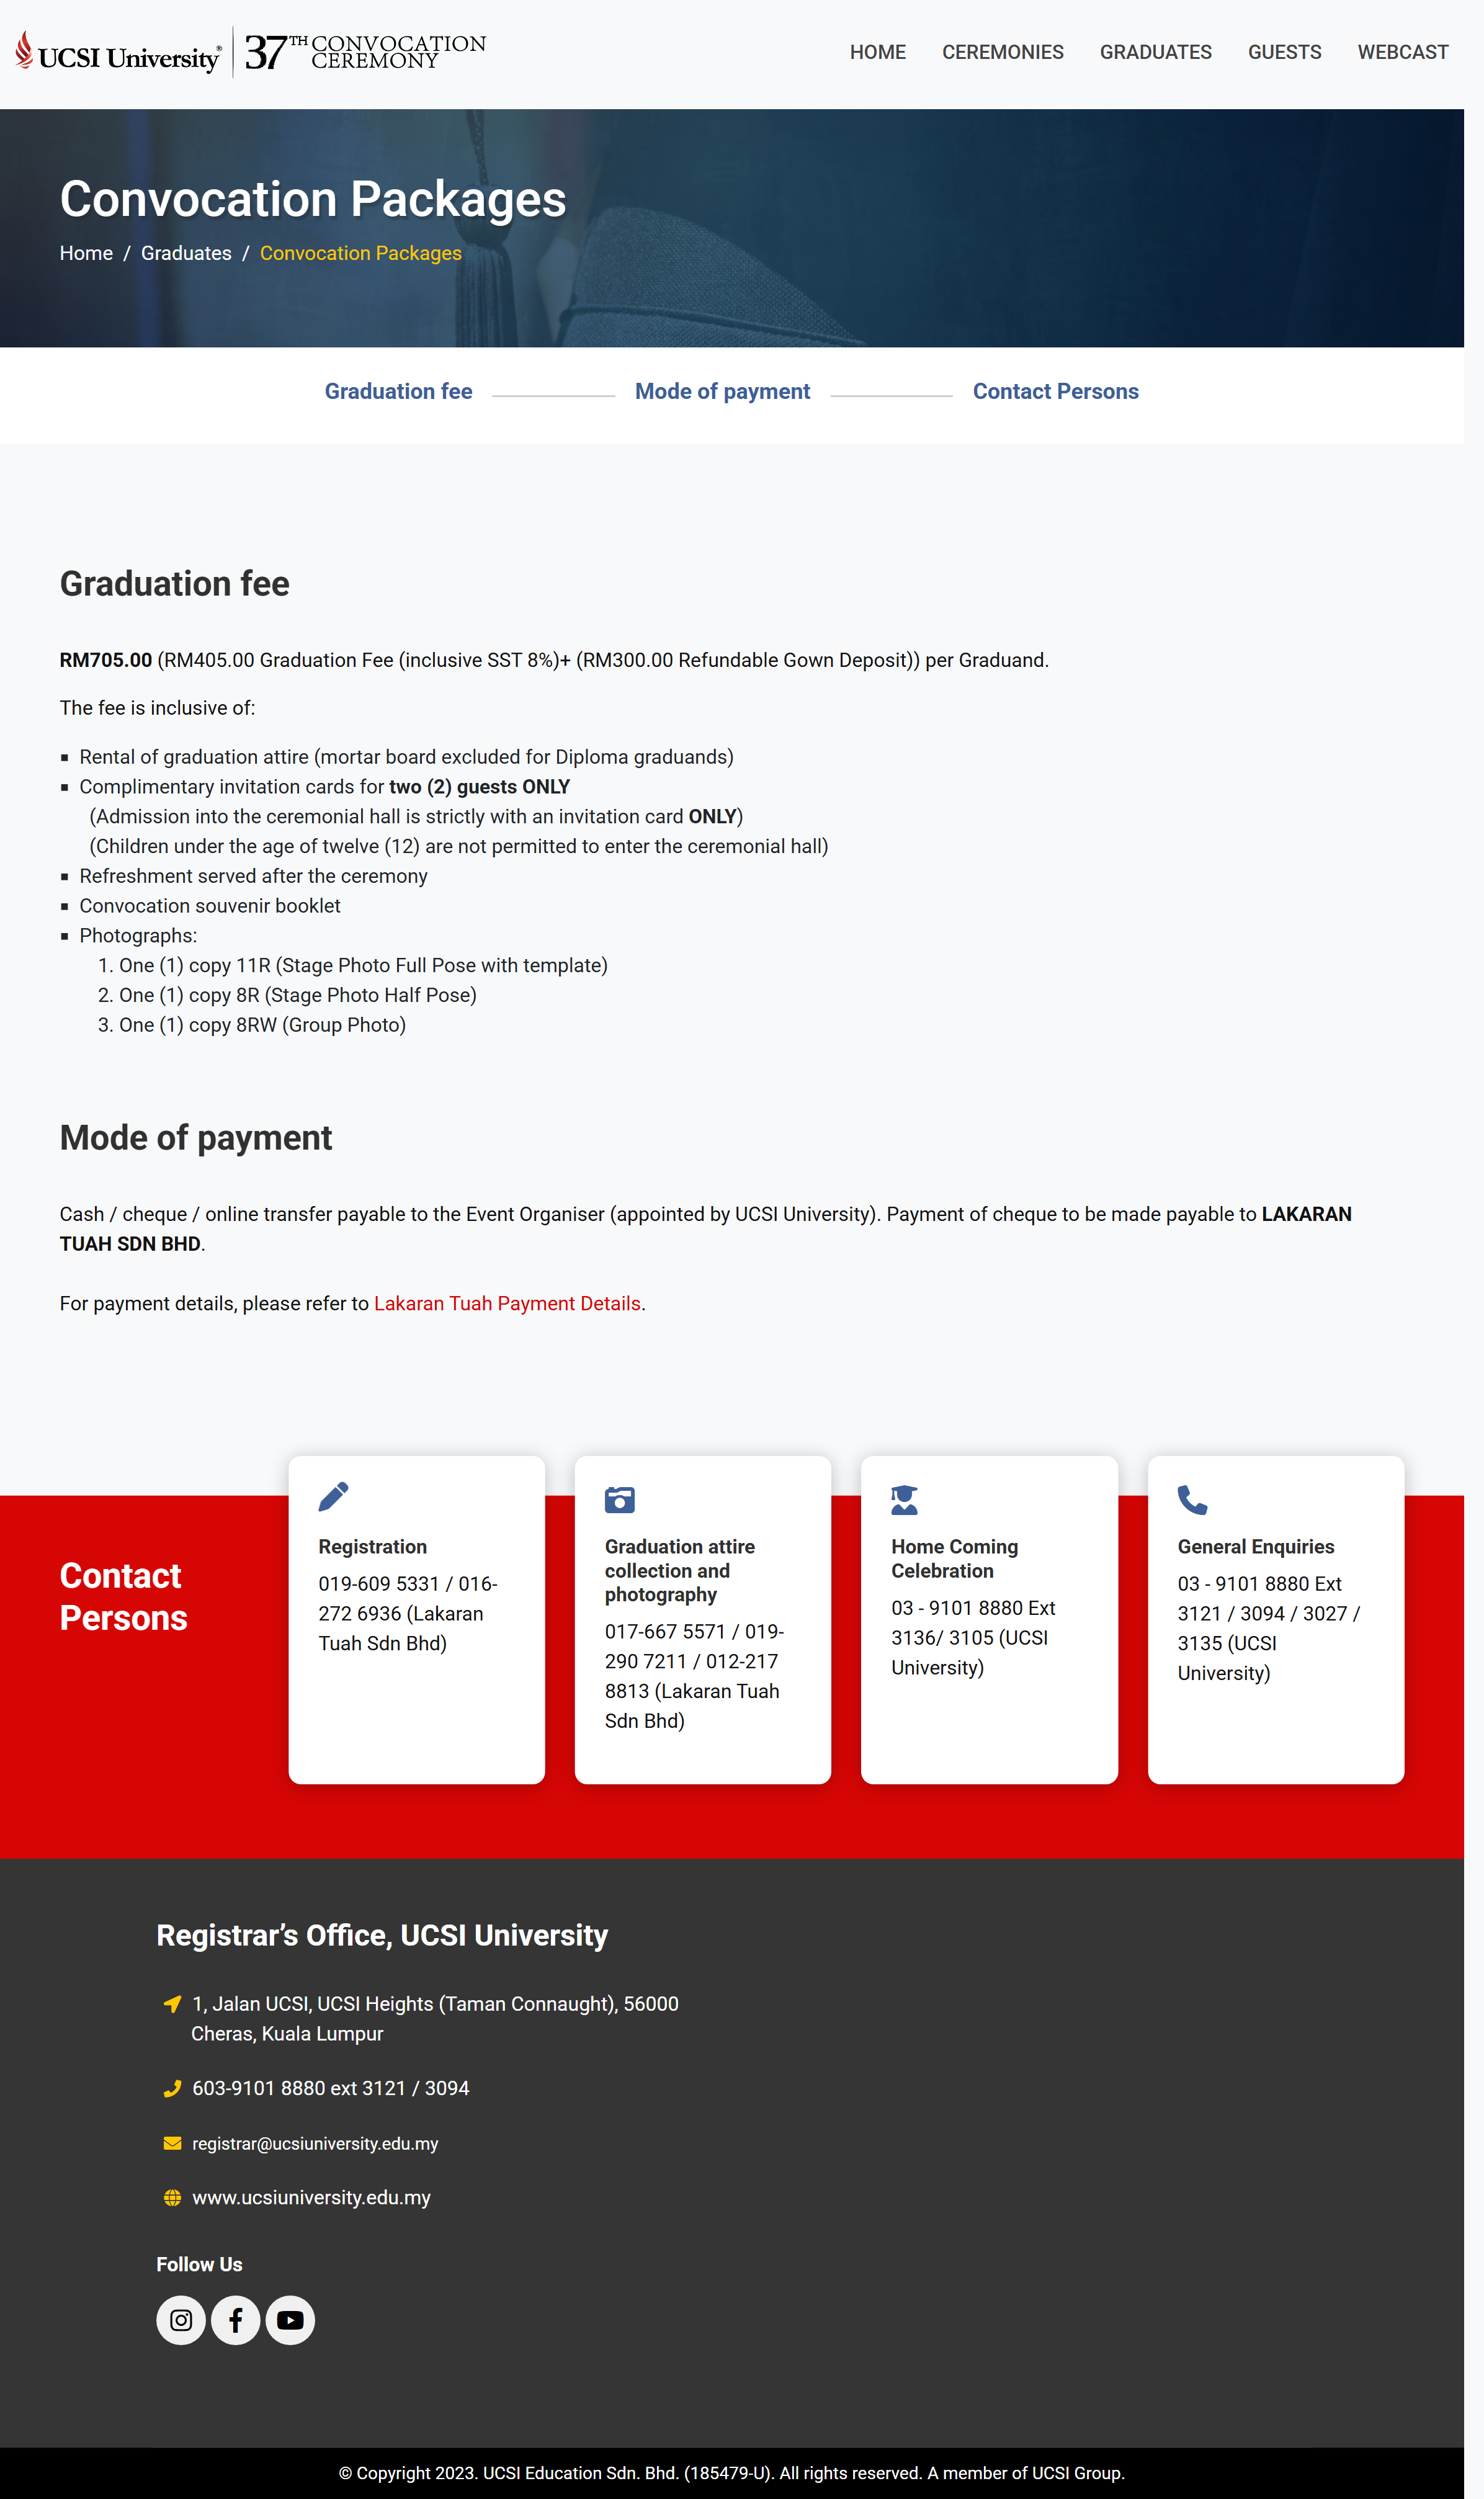 UCSI University® 37TH CONVOCATION CEREMONY
HOME CEREMONIES GRADUATES GUESTS WEBCAST
Convocation Packages
Home / Graduates / Convocation Packages
Graduation fee Mode of payment Contact Persons
Graduation fee
RM705.00 (RM405.00 Graduation Fee (inclusive SST 8%)+ (RM300.00 Refundable Gown Deposit)) per Graduand.
The fee is inclusive of:
▪ Rental of graduation attire (mortar board excluded for Diploma graduands)
▪ Complimentary invitation cards for two (2) guests ONLY
(Admission into the ceremonial hall is strictly with an invitation card ONLY)
(Children under the age of twelve (12) are not permitted to enter the ceremonial hall)
▪ Refreshment served after the ceremony
▪ Convocation souvenir booklet
▪ Photographs:
1. One (1) copy 11R (Stage Photo Full Pose with template)
2. One (1) copy 8R (Stage Photo Half Pose)
3. One (1) copy 8RW (Group Photo)
Mode of payment
Cash / cheque / online transfer payable to the Event Organiser (appointed by UCSI University). Payment of cheque to be made payable to LAKARAN
TUAH SDN BHD.
For payment details, please refer to Lakaran Tuah Payment Details.
Contact
Persons
Registration
019-609 5331 / 016-
272 6936 (Lakaran
Tuah Sdn Bhd)
Graduation attire
collection and
photography
017-667 5571 / 019-
290 7211 / 012-217
8813 (Lakaran Tuah
Sdn Bhd)
Home Coming
Celebration
03 - 9101 8880 Ext
3136/ 3105 (UCSI
University)
General Enquiries
03 - 9101 8880 Ext
3121 / 3094 / 3027 /
3135 (UCSI
University)
Registrar’s Office, UCSI University
1, Jalan UCSI, UCSI Heights (Taman Connaught), 56000
Cheras, Kuala Lumpur
603-9101 8880 ext 3121 / 3094
registrar@ucsiuniversity.edu.my
www.ucsiuniversity.edu.my
Follow Us
© Copyright 2023. UCSI Education Sdn. Bhd. (185479-U). All rights reserved. A member of UCSI Group.